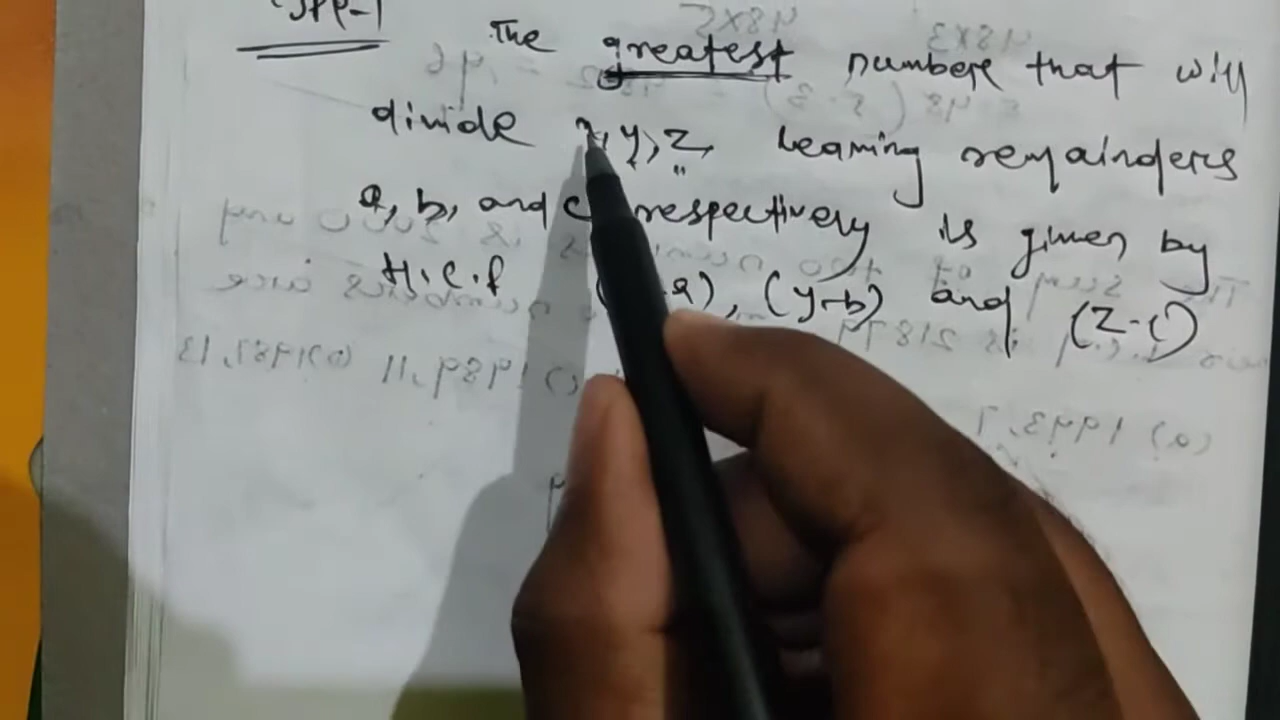 The greatest number that will
divide x, y, z, leaving remainders
a, b, and c respectively is given by
H.C.f (-a), (y-b) and (z-c)